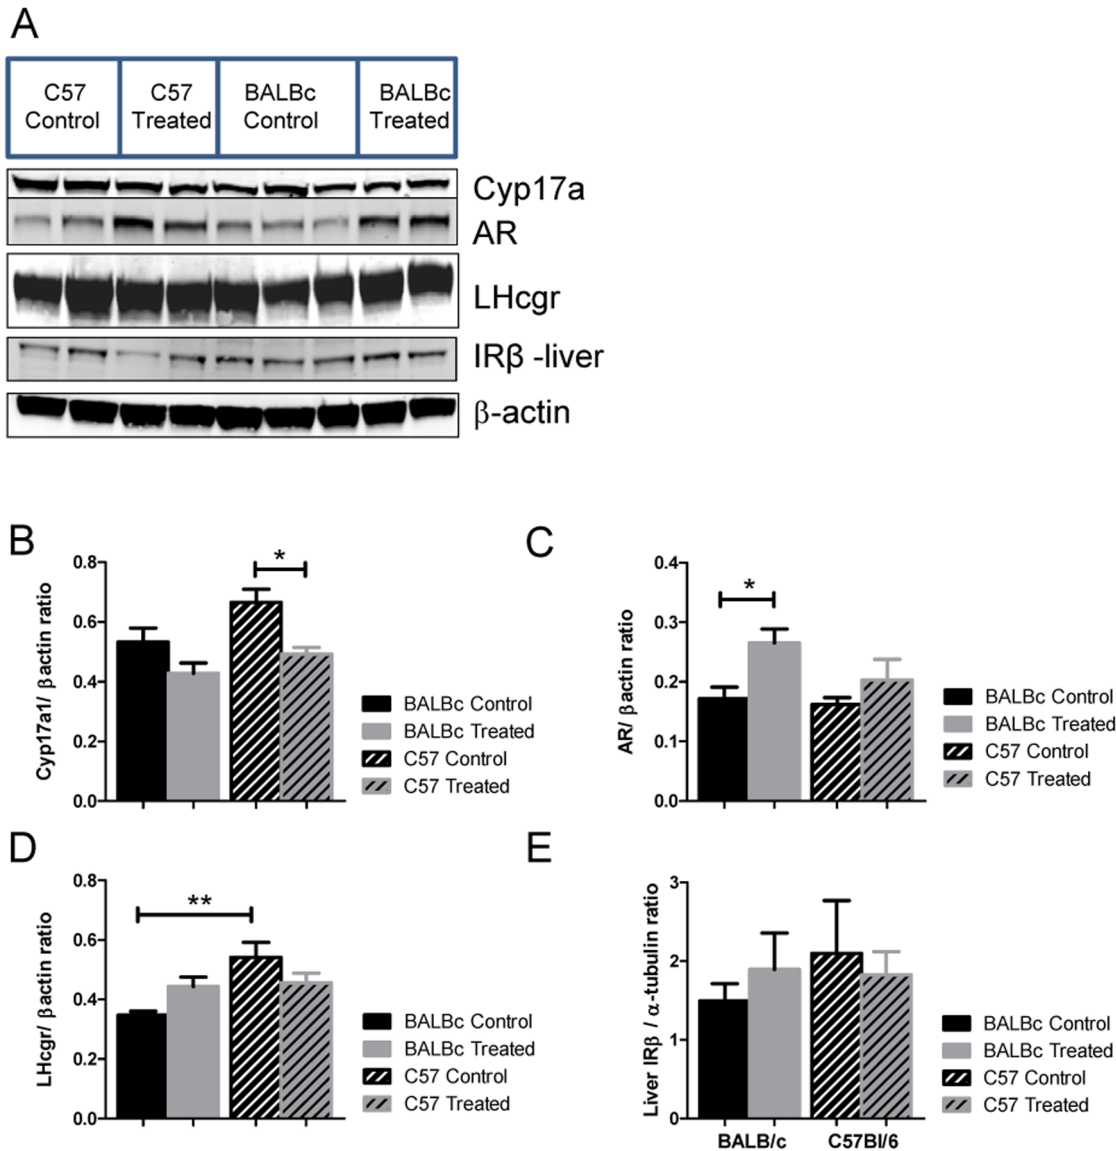 A
C57 Control
C57 Treated
BALBc Control
BALBc Treated
Cyp17a
AR
LHcgr
IRβ -liver
β-actin
B
Cyp17a1/ βactin ratio
0.8
0.6
0.4
0.2
0.0
*
BALBc Control
BALBc Treated
C57 Control
C57 Treated
C
AR/ βactin ratio
0.4
0.3
0.2
0.1
0.0
*
BALBc Control
BALBc Treated
C57 Control
C57 Treated
D
LHcgr/ βactin ratio
0.8
0.6
0.4
0.2
0.0
**
BALBc Control
BALBc Treated
C57 Control
C57 Treated
E
Liver IRβ / α-tubulin ratio
3
2
1
0
BALB/c
C57Bl/6
BALBc Control
BALBc Treated
C57 Control
C57 Treated